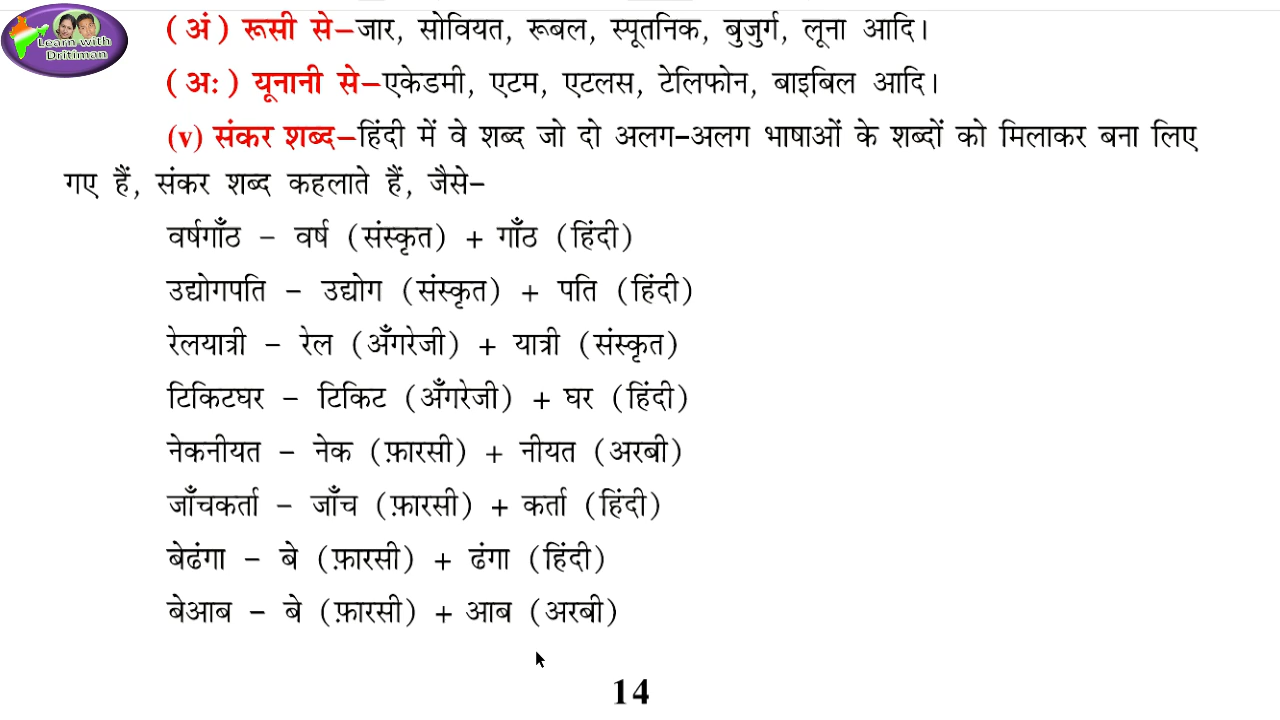 Learn with
Dritiman
( अं ) रूसी से–जार, सोवियत, रूबल, स्पूतनिक, बुजुर्ग, लूना आदि।
( अः ) यूनानी से–एकेडमी, एटम, एटलस, टेलिफोन, बाइबिल आदि।
(v) संकर शब्द–हिंदी में वे शब्द जो दो अलग-अलग भाषाओं के शब्दों को मिलाकर बना लिए
गए हैं, संकर शब्द कहलाते हैं, जैसे–
वर्षगाँठ – वर्ष (संस्कृत) + गाँठ (हिंदी)
उद्योगपति – उद्योग (संस्कृत) + पति (हिंदी)
रेलयात्री – रेल (अँगरेजी) + यात्री (संस्कृत)
टिकिटघर – टिकिट (अँगरेजी) + घर (हिंदी)
नेकनीयत – नेक (फ़ारसी) + नीयत (अरबी)
जाँचकर्ता – जाँच (फ़ारसी) + कर्ता (हिंदी)
बेढंगा – बे (फ़ारसी) + ढंगा (हिंदी)
बेआब – बे (फ़ारसी) + आब (अरबी)
14